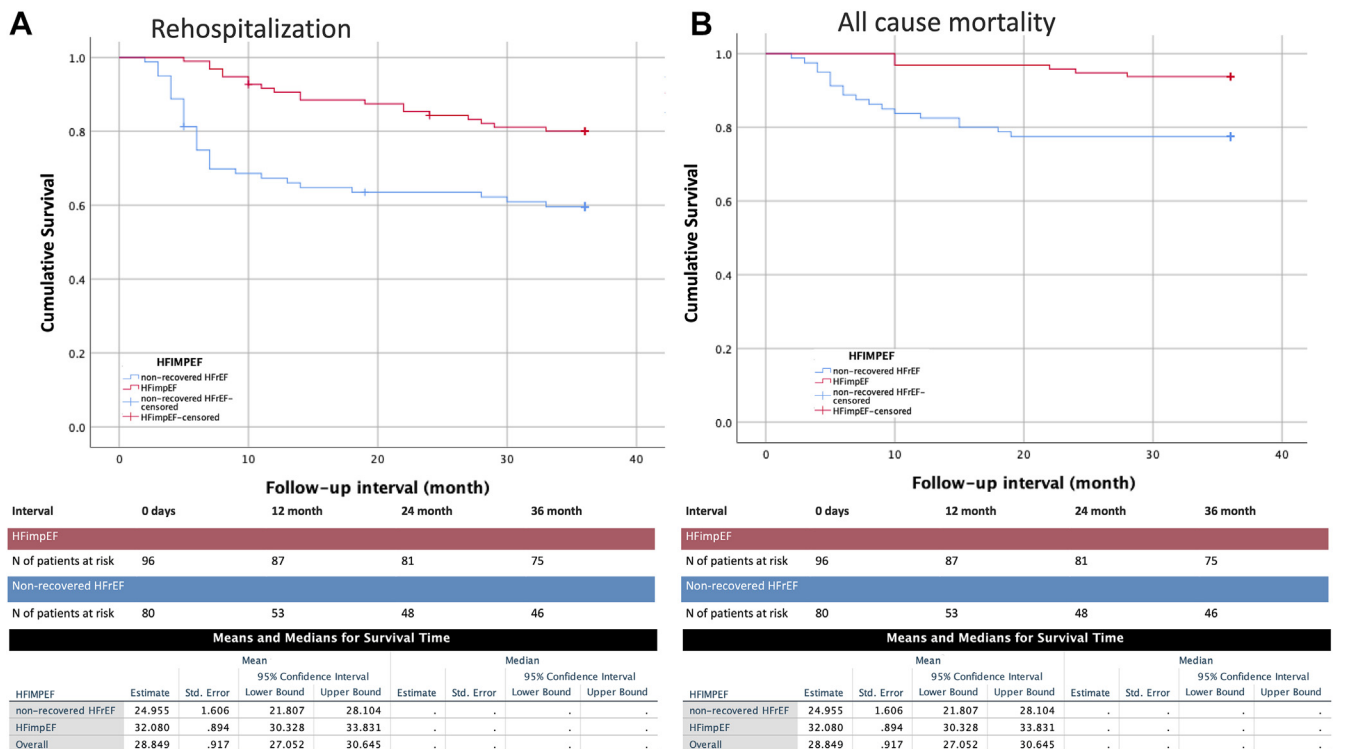 A
Rehospitalization
1.0
0.8
0.6
0.4
0.2
0.0
Cumulative Survival
HFIMPEF
non-recovered HFrEF
HFimpEF
non-recovered HFrEF-
censored
HFimpEF-censored
0
10
20
30
40
Follow-up interval (month)
Interval 0 days 12 month 24 month 36 month
HFimpEF
N of patients at risk 96 87 81 75
Non-recovered HFrEF
N of patients at risk 80 53 48 46
Means and Medians for Survival Time
Mean Median
95% Confidence Interval 95% Confidence Interval
HFIMPEF Estimate Std. Error Lower Bound Upper Bound Estimate Std. Error Lower Bound Upper Bound
non-recovered HFrEF 24.955 1.606 21.807 28.104 . . . .
HFimpEF 32.080 .894 30.328 33.831 . . . .
Overall 28.849 .917 27.052 30.645 . . . .
B
All cause mortality
1.0
0.8
0.6
0.4
0.2
0.0
Cumulative Survival
HFIMPEF
non-recovered HFrEF
HFimpEF
non-recovered HFrEF-
censored
HFimpEF-censored
0
10
20
30
40
Follow-up interval (month)
Interval 0 days 12 month 24 month 36 month
HFimpEF
N of patients at risk 96 87 81 75
Non-recovered HFrEF
N of patients at risk 80 53 48 46
Means and Medians for Survival Time
Mean Median
95% Confidence Interval 95% Confidence Interval
HFIMPEF Estimate Std. Error Lower Bound Upper Bound Estimate Std. Error Lower Bound Upper Bound
non-recovered HFrEF 24.955 1.606 21.807 28.104 . . . .
HFimpEF 32.080 .894 30.328 33.831 . . . .
Overall 28.849 .917 27.052 30.645 . . . .